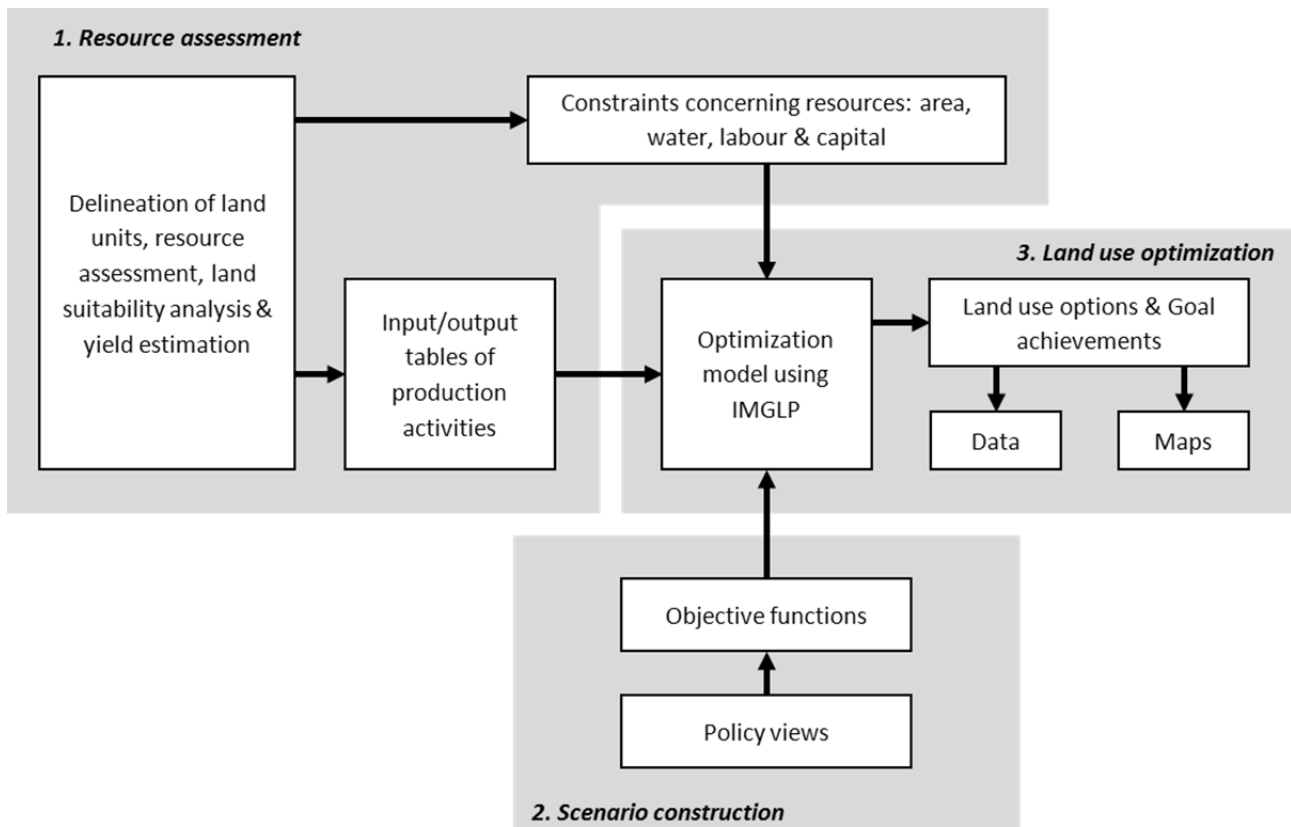 1. Resource assessment
Constraints concerning resources: area,
water, labour & capital
Delineation of land
units, resource
assessment, land
suitability analysis &
yield estimation
Input/output
tables of
production
activities
3. Land use optimization
Optimization
model using
IMGLP
Land use options & Goal
achievements
Data
Maps
Objective functions
Policy views
2. Scenario construction